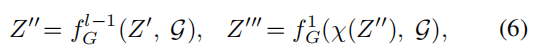 Z″ = f_G^{l−1}(Z′, 𝒢), Z‴ = f_G^1(χ(Z″), 𝒢), (6)